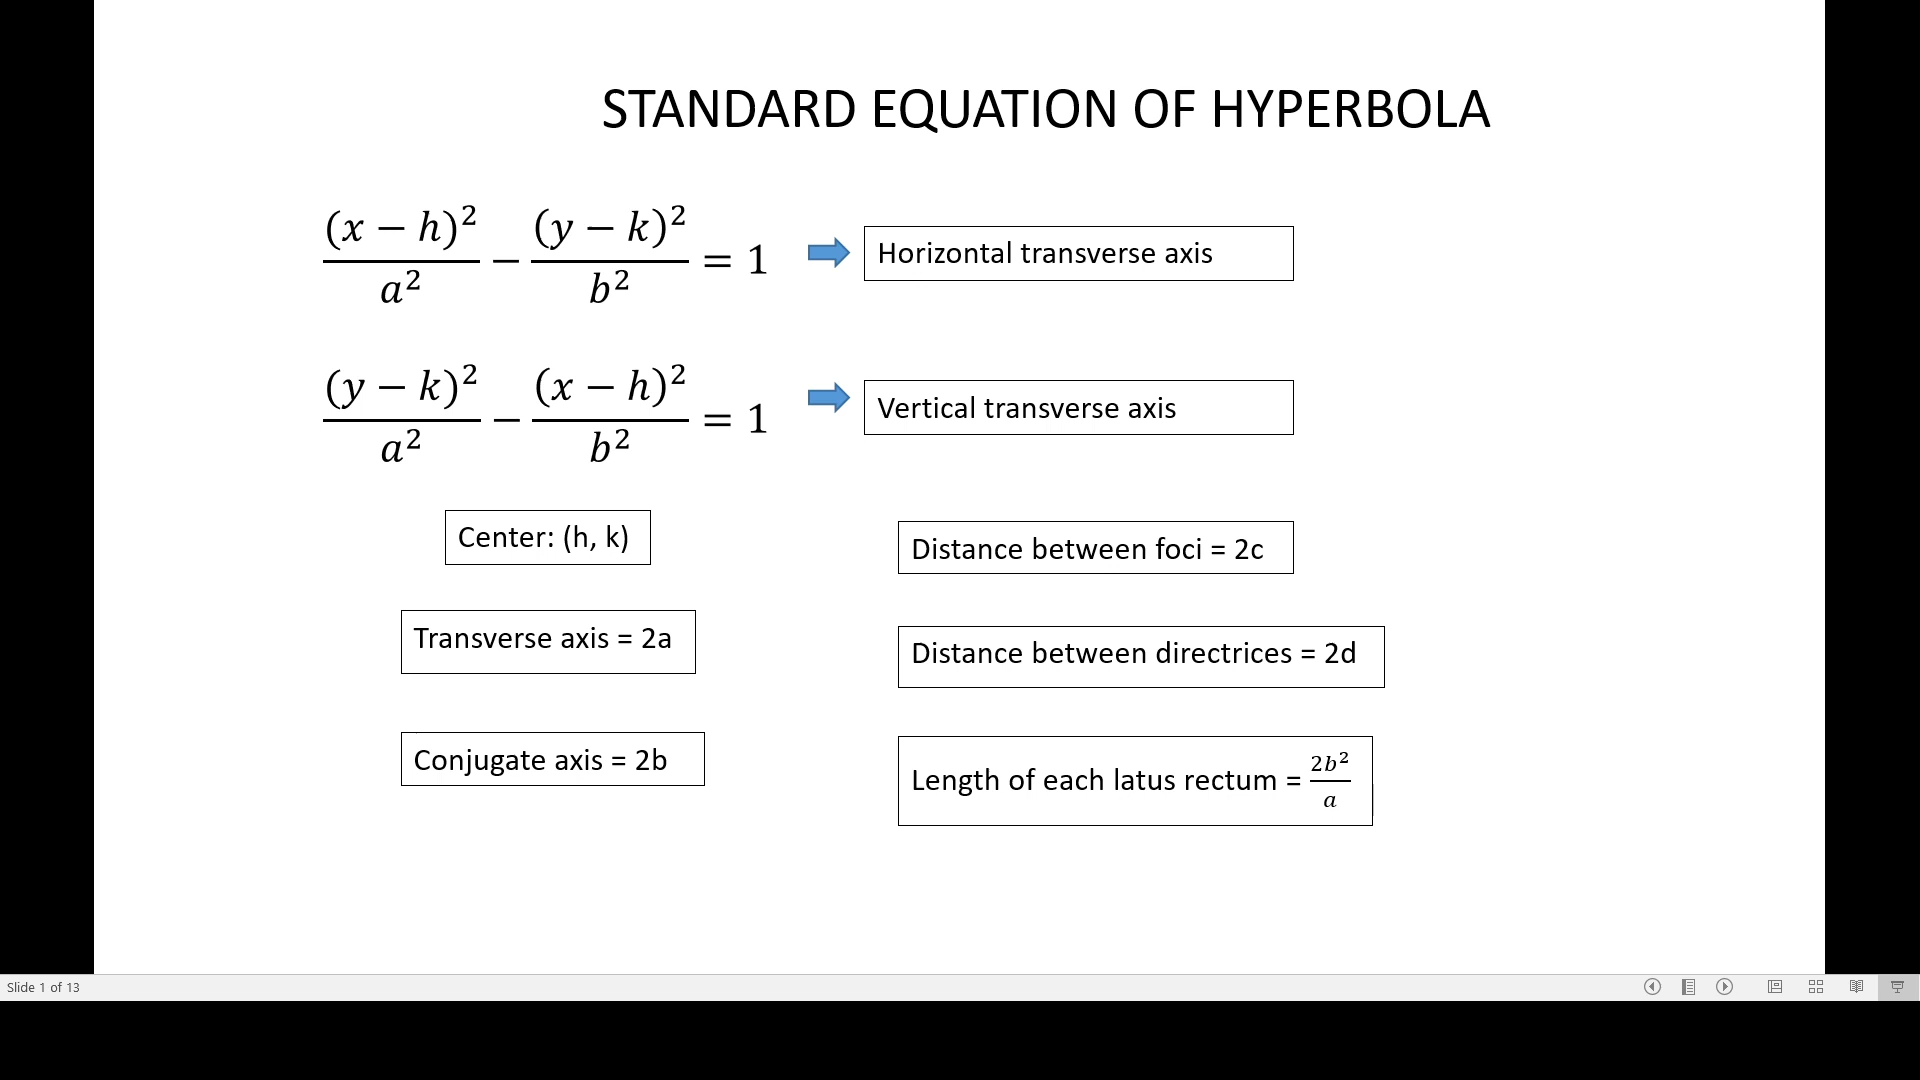 STANDARD EQUATION OF HYPERBOLA
(x − h)²/a² − (y − k)²/b² = 1
Horizontal transverse axis
(y − k)²/a² − (x − h)²/b² = 1
Vertical transverse axis
Center: (h, k)
Distance between foci = 2c
Transverse axis = 2a
Distance between directrices = 2d
Conjugate axis = 2b
Length of each latus rectum = 2b²/a
Slide 1 of 13